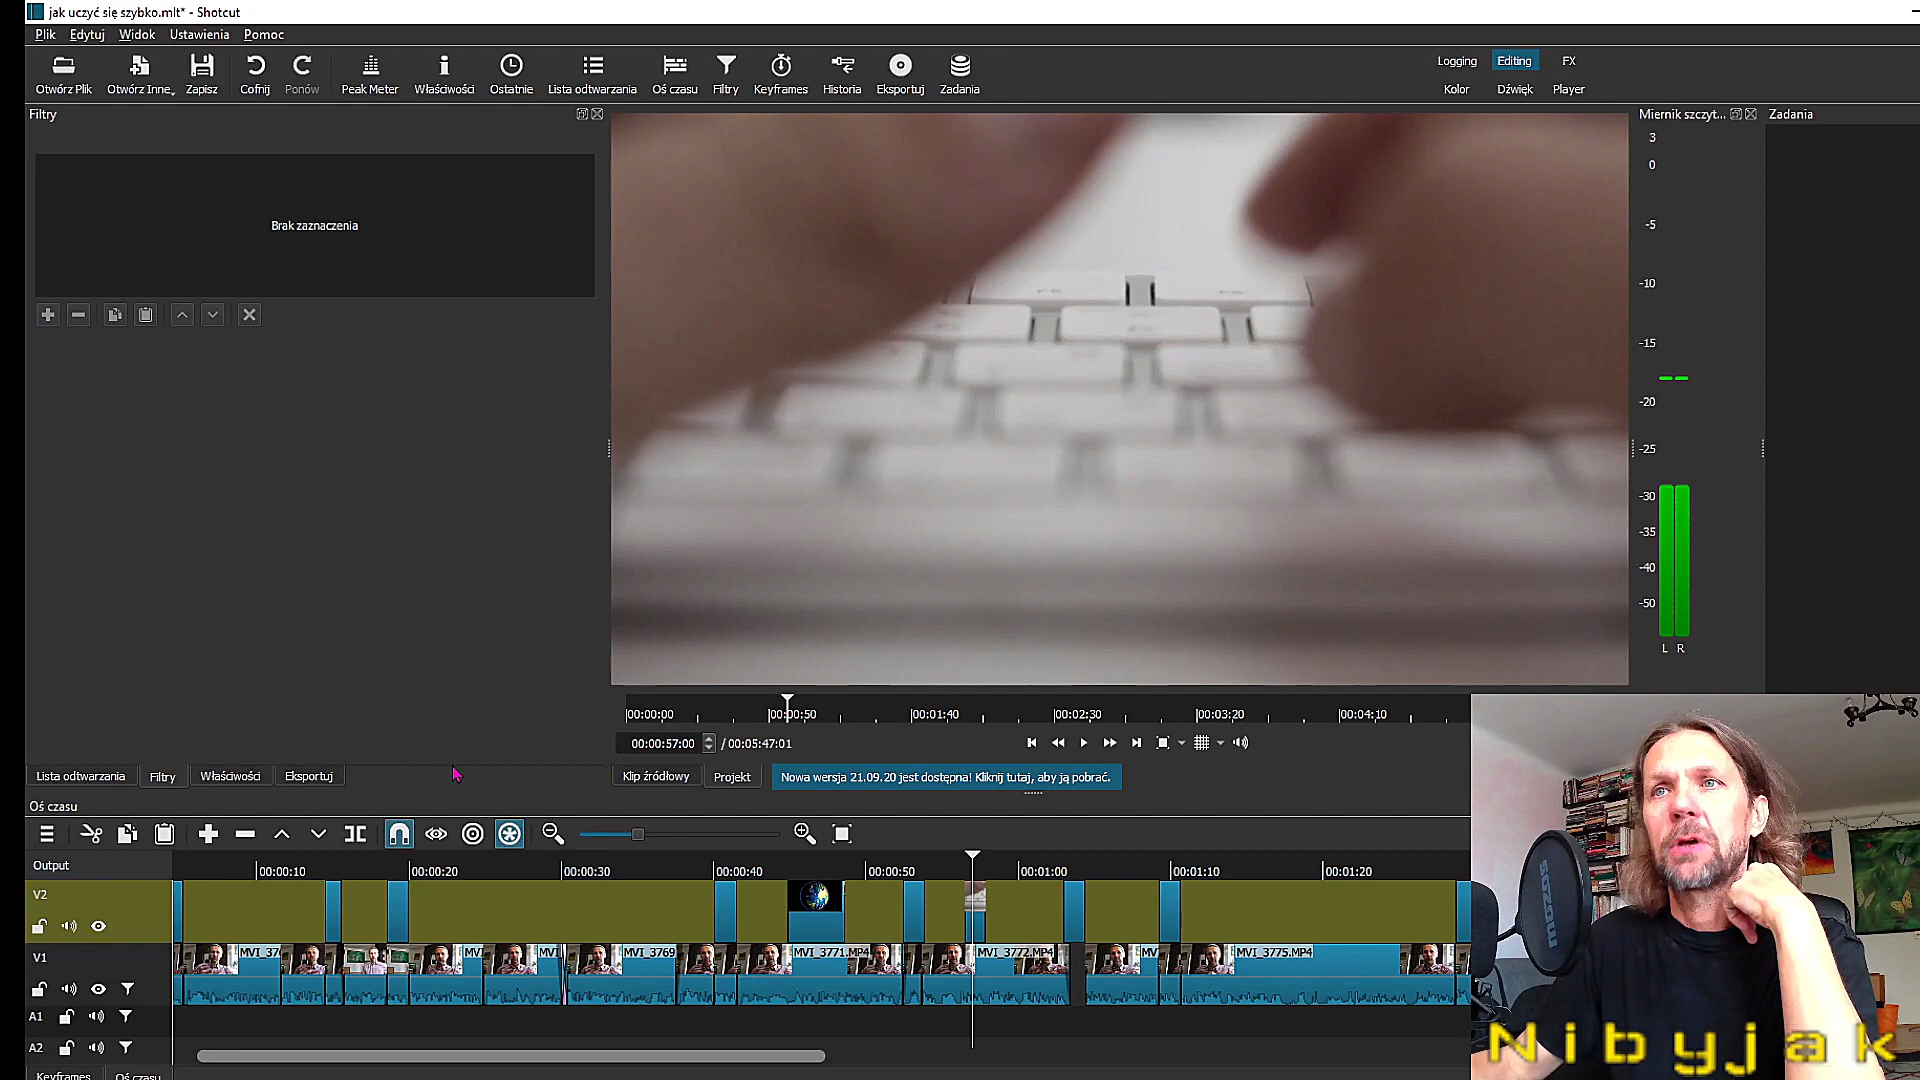 jak uczyć się szybko.mlt* - Shotcut
Plik Edytuj Widok Ustawienia Pomoc
Otwórz Plik Otwórz Inne Zapisz Cofnij Ponów Peak Meter Właściwości Ostatnie Lista odtwarzania Oś czasu Filtry Keyframes Historia Eksportuj Zadania
Logging Editing FX
Kolor Dźwięk Player
Filtry
Miernik szczyt...
Zadania
Brak zaznaczenia
3
0
-5
-10
-15
-20
-25
-30
-35
-40
-50
L R
00:00:00 00:00:50 00:01:40 00:02:30 00:03:20 00:04:10
00:00:57:00 / 00:05:47:01
Lista odtwarzania Filtry Właściwości Eksportuj
Klip źródłowy Projekt Nowa wersja 21.09.20 jest dostępna! Kliknij tutaj, aby ją pobrać.
Oś czasu
Output
00:00:10 00:00:20 00:00:30 00:00:40 00:00:50 00:01:00 00:01:10 00:01:20
V2
V1
MVI_37 MVI MVI MVI_3769 MVI_3771.MP4 MVI_3772.MP4 MV MVI_3775.MP4
A1
A2
Keyframes Oś czasu
MOZOS
Nibyjak